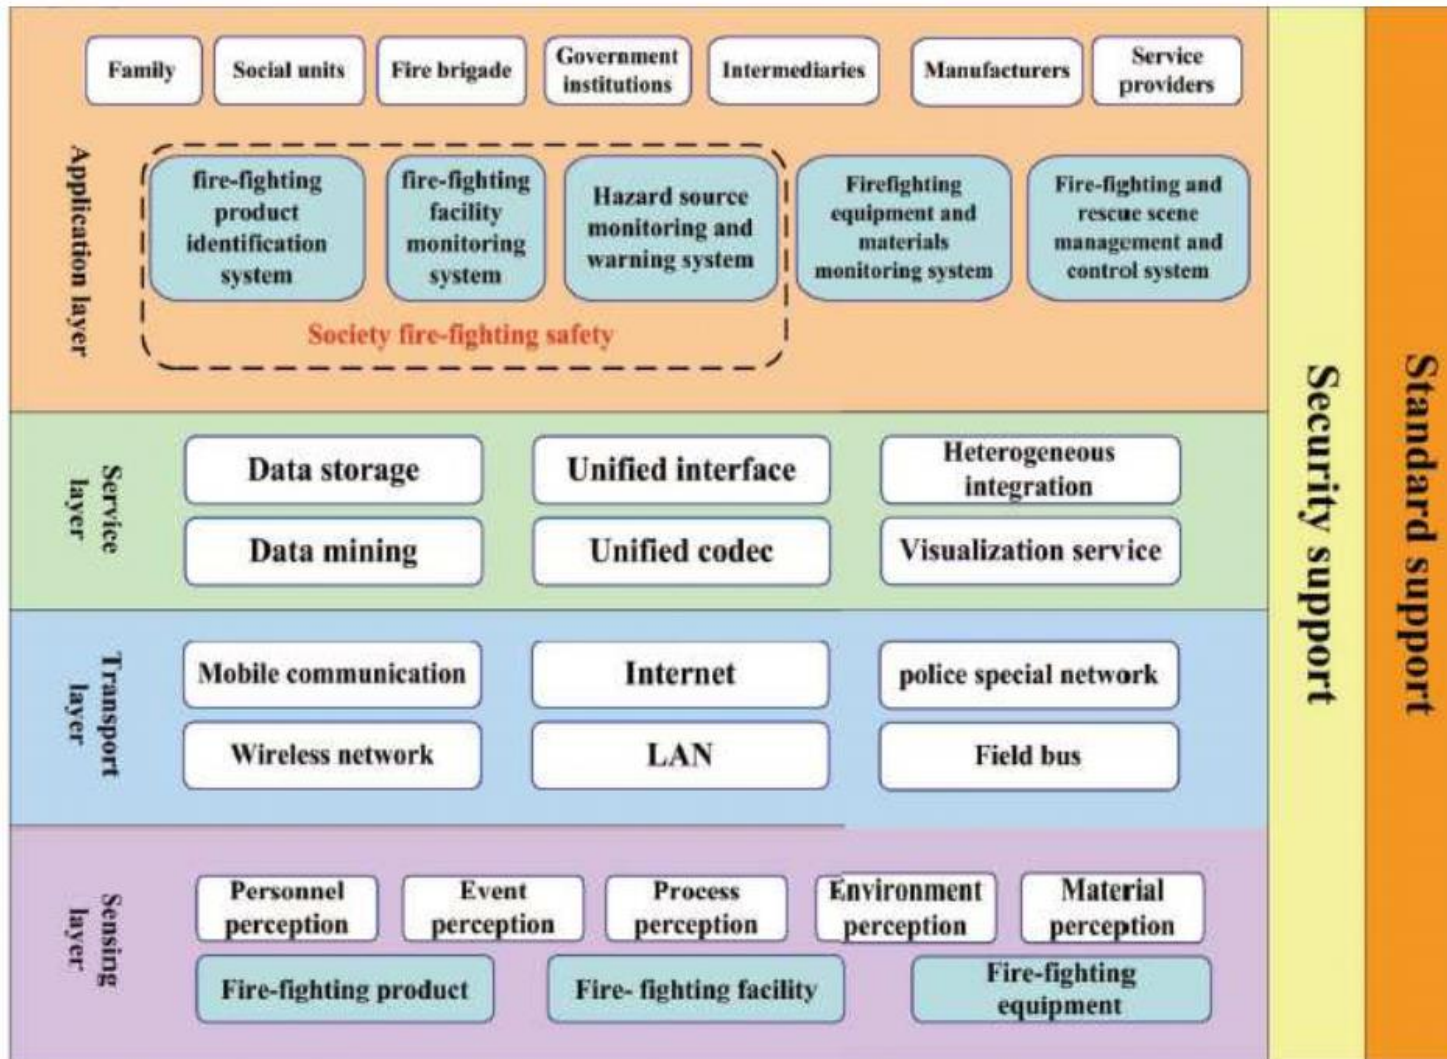 Family
Social units
Fire brigade
Government
institutions
Intermediaries
Manufacturers
Service
providers
Application layer
fire-fighting
product
identification
system
fire-fighting
facility
monitoring
system
Hazard source
monitoring and
warning system
Firefighting
equipment and
materials
monitoring system
Fire-fighting and
rescue scene
management and
control system
Society fire-fighting safety
Service
layer
Data storage
Unified interface
Heterogeneous
integration
Data mining
Unified codec
Visualization service
Transport
layer
Mobile communication
Internet
police special network
Wireless network
LAN
Field bus
Sensing
layer
Personnel
perception
Event
perception
Process
perception
Environment
perception
Material
perception
Fire-fighting product
Fire- fighting facility
Fire-fighting
equipment
Security support
Standard support